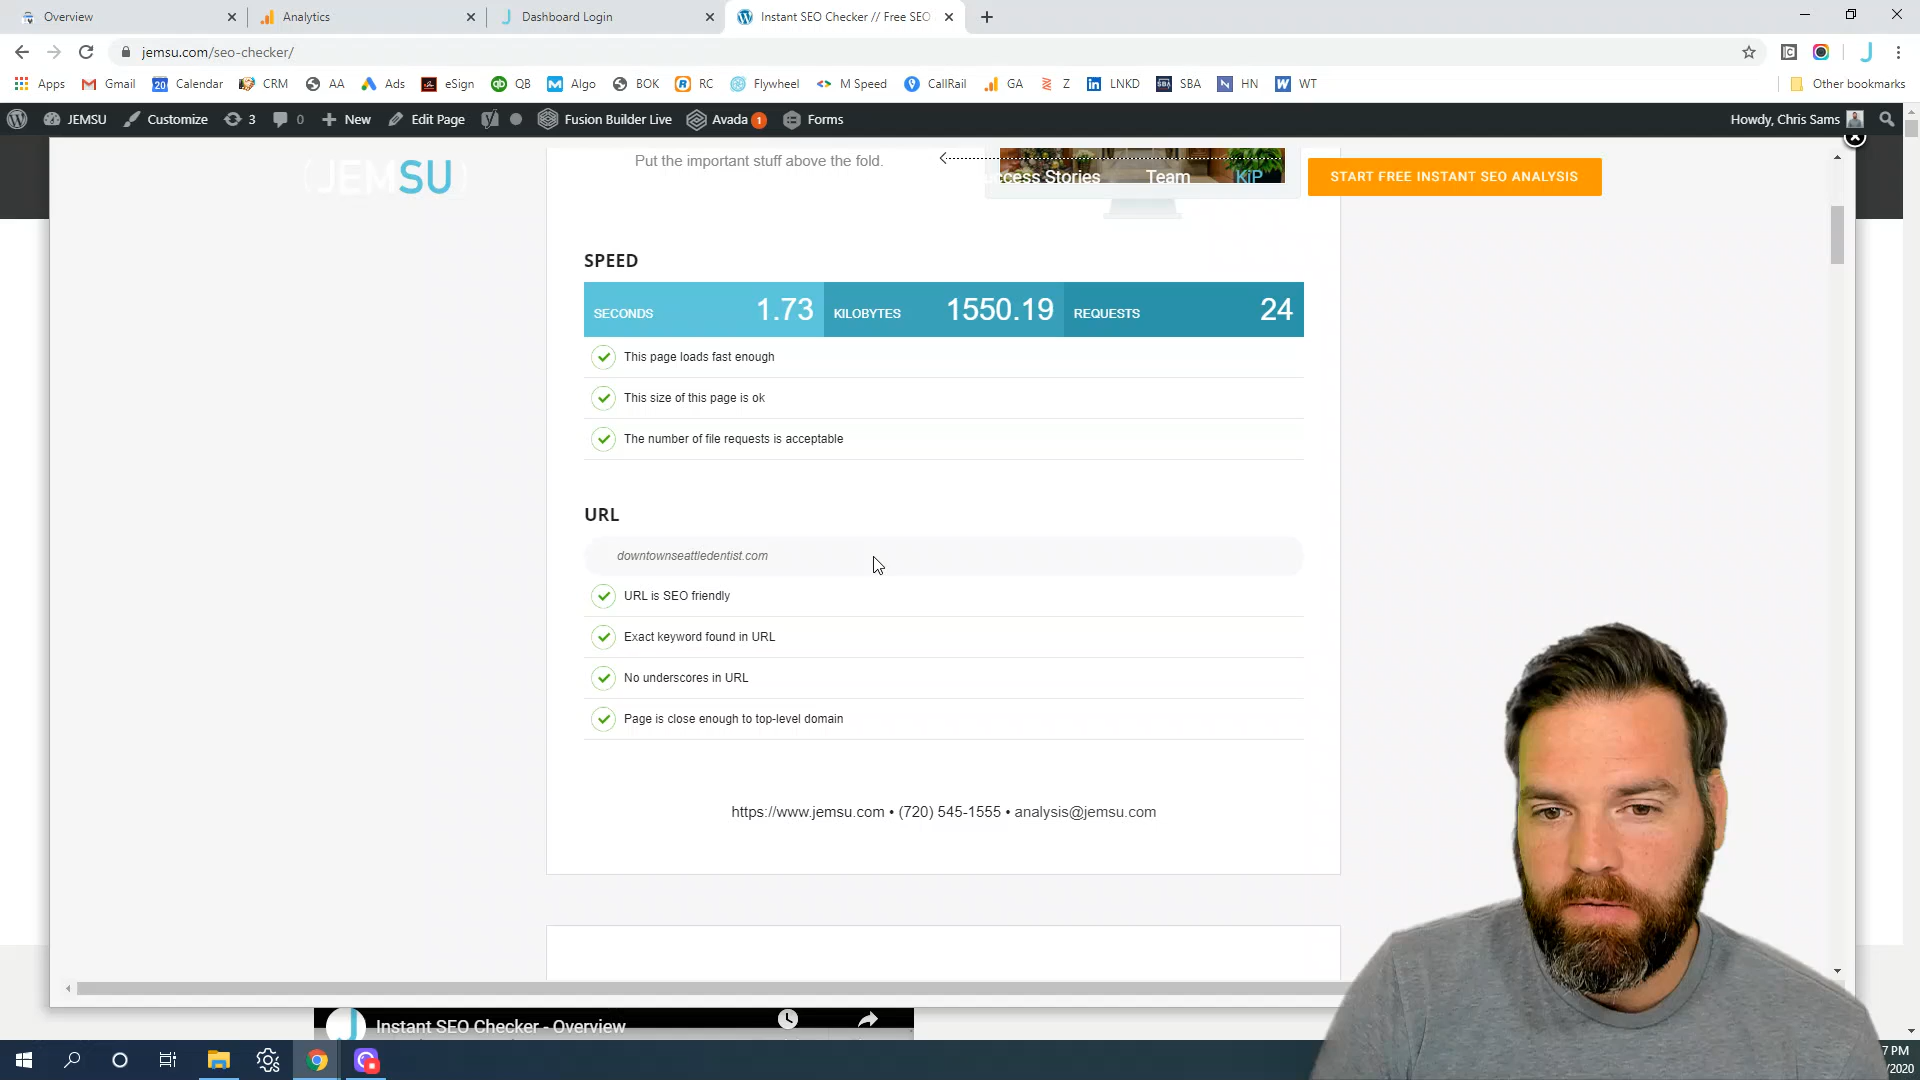 Overview
Analytics
Dashboard Login
Instant SEO Checker // Free SEO
jemsu.com/seo-checker/
Apps Gmail Calendar CRM AA Ads eSign QB Algo BOK RC Flywheel M Speed CallRail GA Z LNKD SBA HN WT Other bookmarks
JEMSU Customize 3 0 New Edit Page Fusion Builder Live Avada 1 Forms Howdy, Chris Sams
Put the important stuff above the fold.
JEMSU
ccess Stories Team KiP
START FREE INSTANT SEO ANALYSIS
SPEED
SECONDS 1.73 KILOBYTES 1550.19 REQUESTS 24
This page loads fast enough
This size of this page is ok
The number of file requests is acceptable
URL
downtownseattledentist.com
URL is SEO friendly
Exact keyword found in URL
No underscores in URL
Page is close enough to top-level domain
https://www.jemsu.com • (720) 545-1555 • analysis@jemsu.com
Instant SEO Checker - Overview
7 PM
/2020